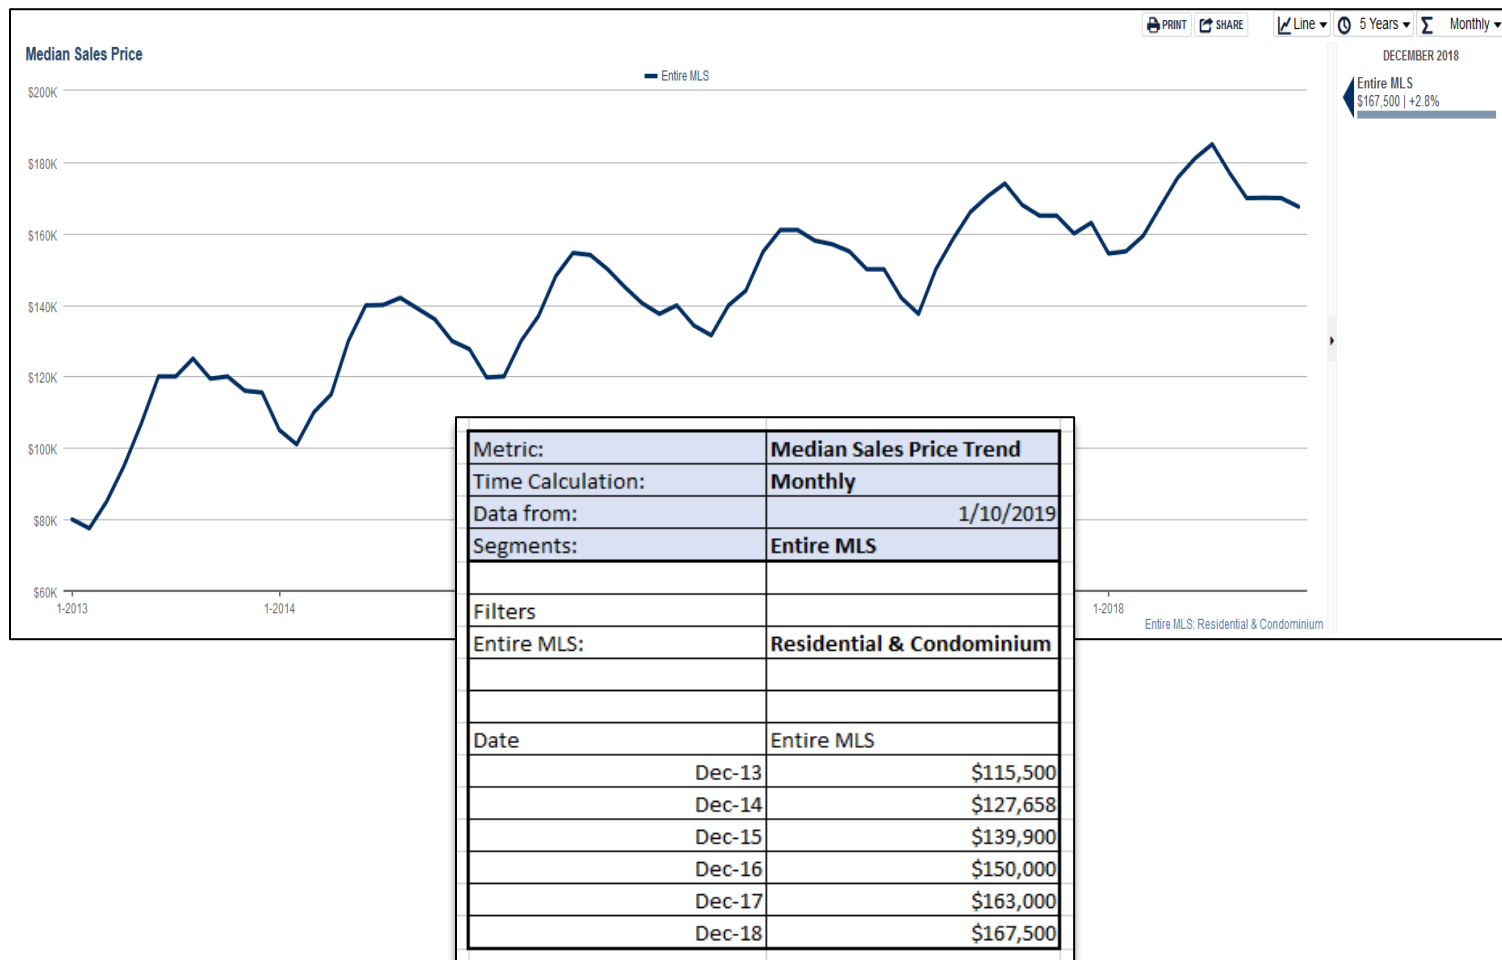 PRINT SHARE Line 5 Years Monthly
Median Sales Price
DECEMBER 2018
Entire MLS
Entire MLS
$167,500 | +2.8%
$200K
$180K
$160K
$140K
$120K
$100K
$80K
$60K
1-2013 1-2014 1-2018
Entire MLS: Residential & Condominium
Metric: Median Sales Price Trend
Time Calculation: Monthly
Data from: 1/10/2019
Segments: Entire MLS
Filters
Entire MLS: Residential & Condominium
Date Entire MLS
Dec-13 $115,500
Dec-14 $127,658
Dec-15 $139,900
Dec-16 $150,000
Dec-17 $163,000
Dec-18 $167,500